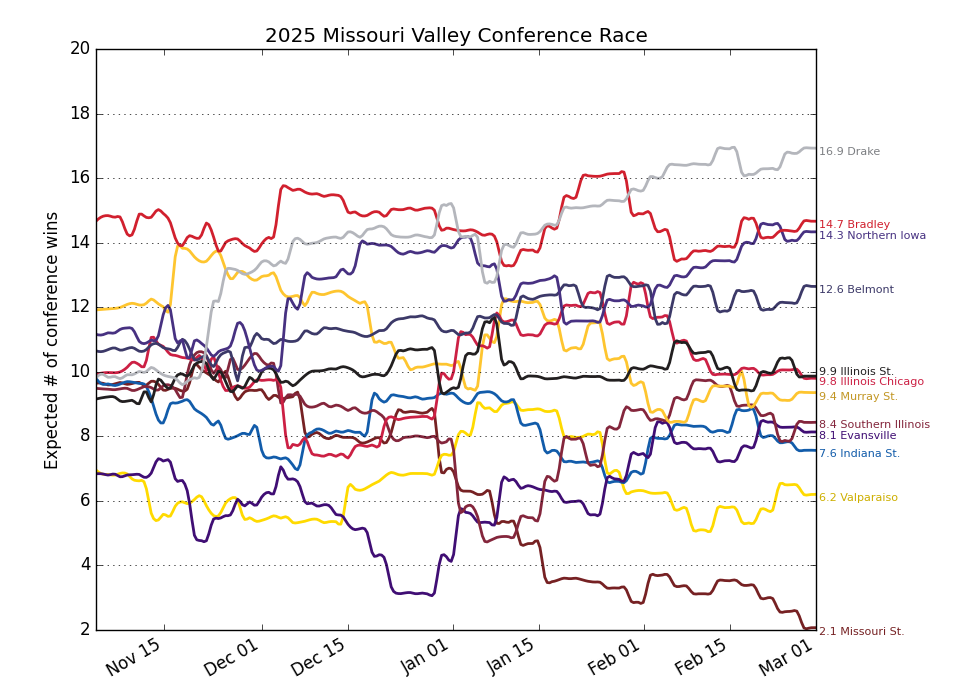 2025 Missouri Valley Conference Race
Expected # of conference wins
20
18
16
14
12
10
8
6
4
2
16.9 Drake
14.7 Bradley
14.3 Northern Iowa
12.6 Belmont
9.9 Illinois St.
9.8 Illinois Chicago
9.4 Murray St.
8.4 Southern Illinois
8.1 Evansville
7.6 Indiana St.
6.2 Valparaiso
2.1 Missouri St.
Nov 15
Dec 01
Dec 15
Jan 01
Jan 15
Feb 01
Feb 15
Mar 01